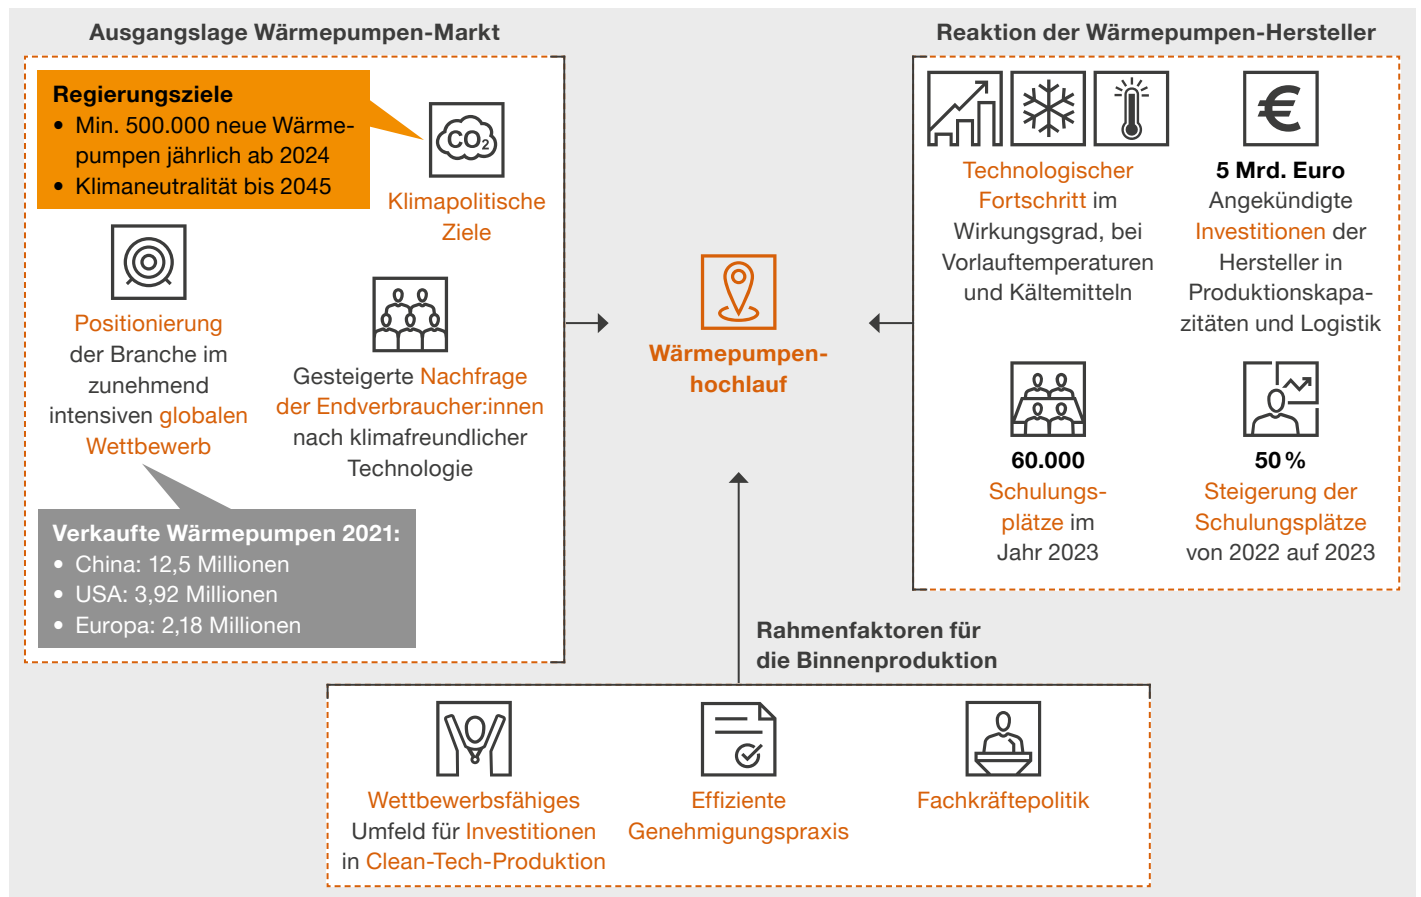 Ausgangslage Wärmepumpen-Markt
Regierungsziele
• Min. 500.000 neue Wärme-
pumpen jährlich ab 2024
• Klimaneutralität bis 2045
CO₂
Klimapolitische
Ziele
Positionierung
der Branche im
zunehmend
intensiven globalen
Wettbewerb
Gesteigerte Nachfrage
der Endverbraucher:innen
nach klimafreundlicher
Technologie
Verkaufte Wärmepumpen 2021:
• China: 12,5 Millionen
• USA: 3,92 Millionen
• Europa: 2,18 Millionen
Wärmepumpen-
hochlauf
Reaktion der Wärmepumpen-Hersteller
Technologischer
Fortschritt im
Wirkungsgrad, bei
Vorlauftemperaturen
und Kältemitteln
€
5 Mrd. Euro
Angekündigte
Investitionen der
Hersteller in
Produktionskapa-
zitäten und Logistik
60.000
Schulungs-
plätze im
Jahr 2023
50 %
Steigerung der
Schulungsplätze
von 2022 auf 2023
Rahmenfaktoren für
die Binnenproduktion
Wettbewerbsfähiges
Umfeld für Investitionen
in Clean-Tech-Produktion
Effiziente
Genehmigungspraxis
Fachkräftepolitik